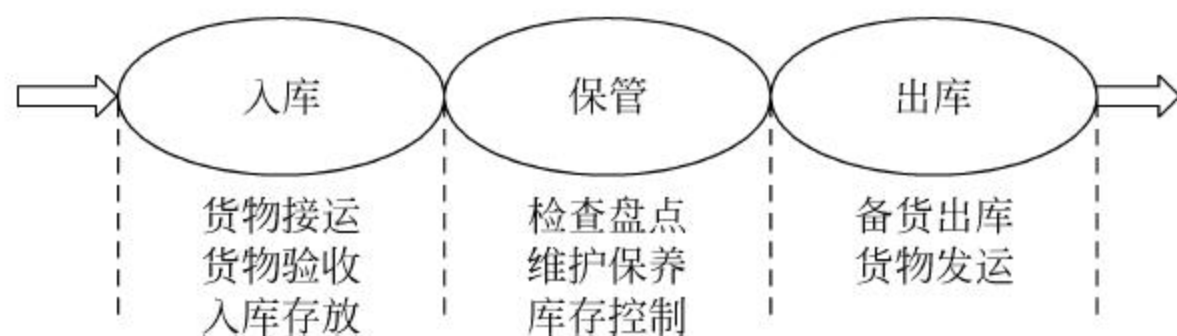 入库
保管
出库
货物接运
货物验收
入库存放
检查盘点
维护保养
库存控制
备货出库
货物发运